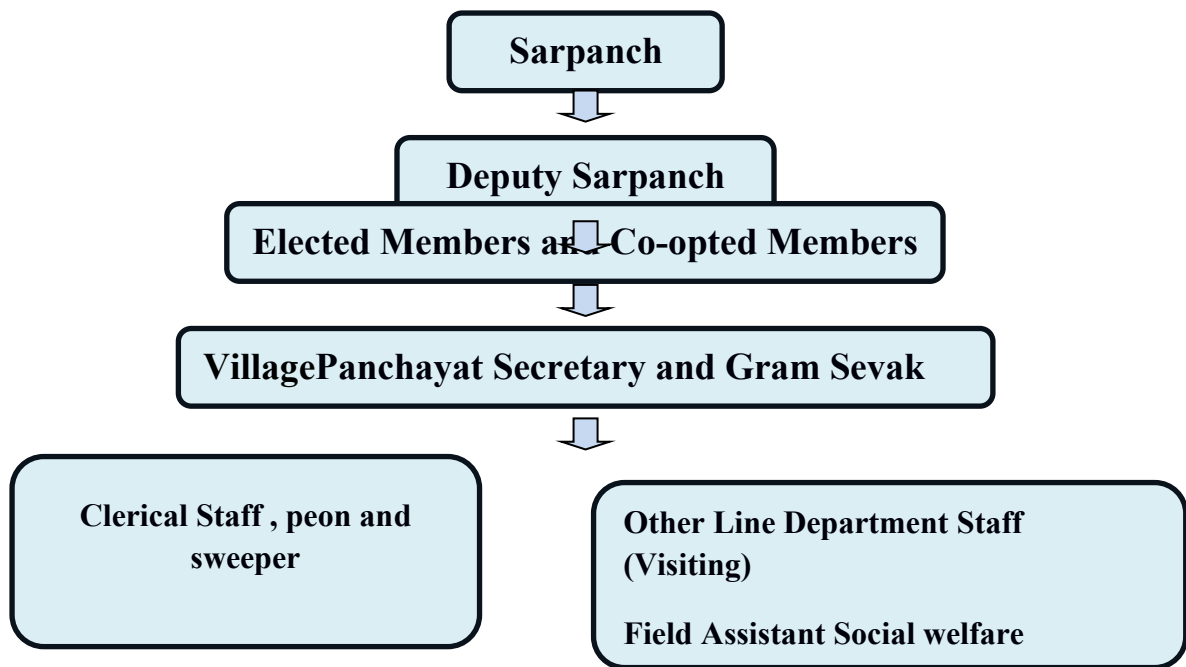 Sarpanch
Deputy Sarpanch
Elected Members and Co-opted Members
VillagePanchayat Secretary and Gram Sevak
Clerical Staff , peon and
sweeper
Other Line Department Staff
(Visiting)
Field Assistant Social welfare